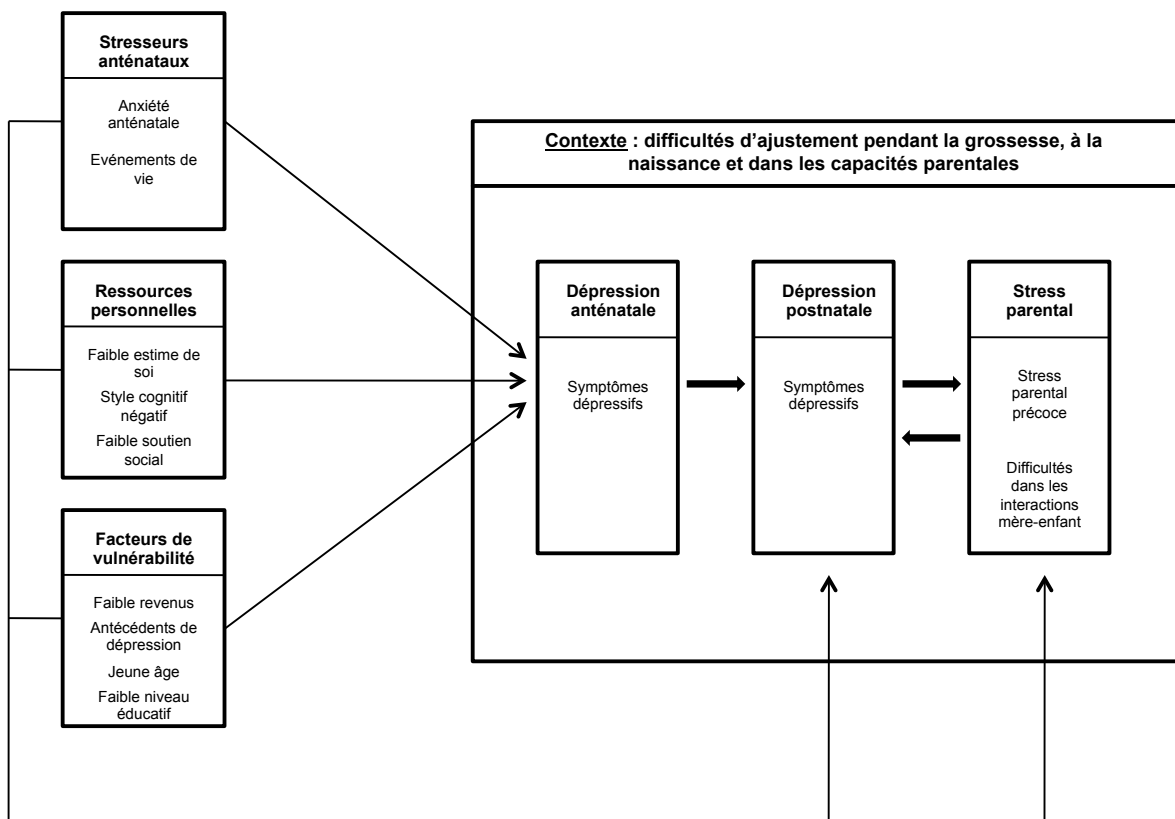 Stresseurs
anténataux
Anxiété
anténatale
Evénements de
vie
Ressources
personnelles
Faible estime de
soi
Style cognitif
négatif
Faible soutien
social
Facteurs de
vulnérabilité
Faible revenus
Antécédents de
dépression
Jeune âge
Faible niveau
éducatif
Contexte : difficultés d’ajustement pendant la grossesse, à la
naissance et dans les capacités parentales
Dépression
anténatale
Symptômes
dépressifs
Dépression
postnatale
Symptômes
dépressifs
Stress
parental
Stress
parental
précoce
Difficultés
dans les
interactions
mère-enfant